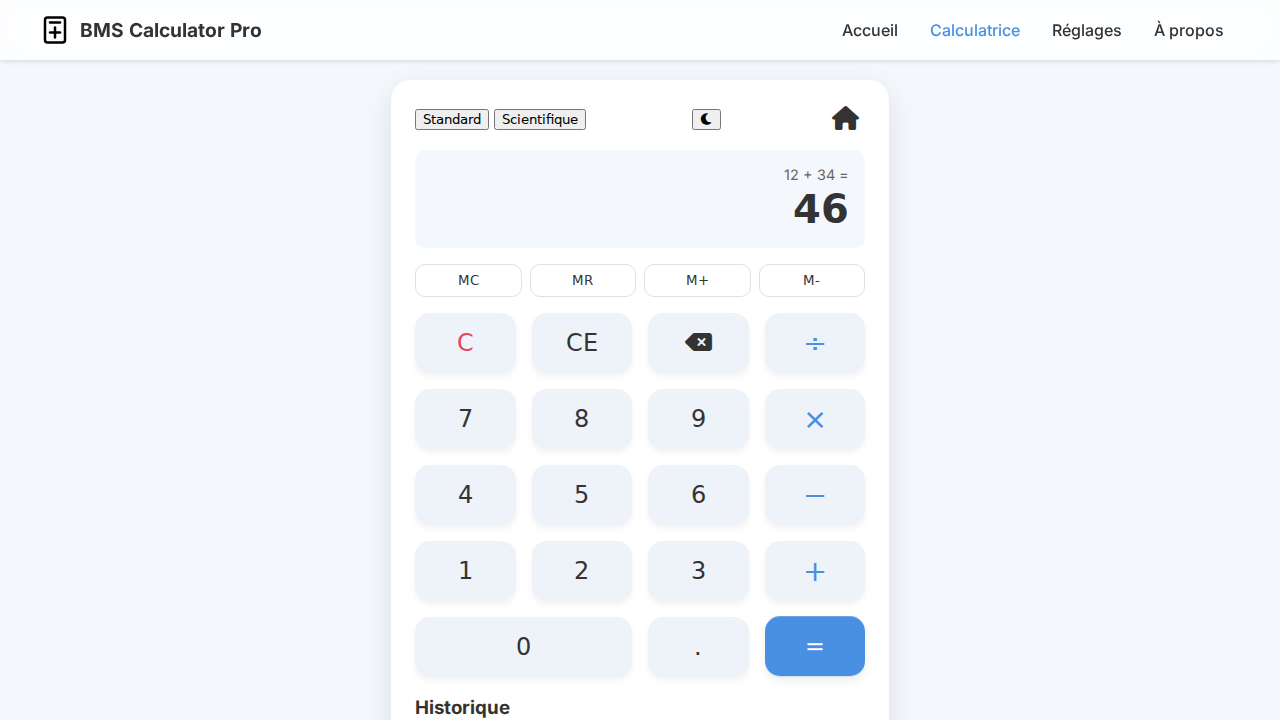 BMS Calculator Pro
Accueil Calculatrice Réglages À propos
Standard Scientifique
12 + 34 =
46
MC MR M+ M-
C CE ÷
7 8 9 ×
4 5 6 −
1 2 3 +
0 . =
Historique